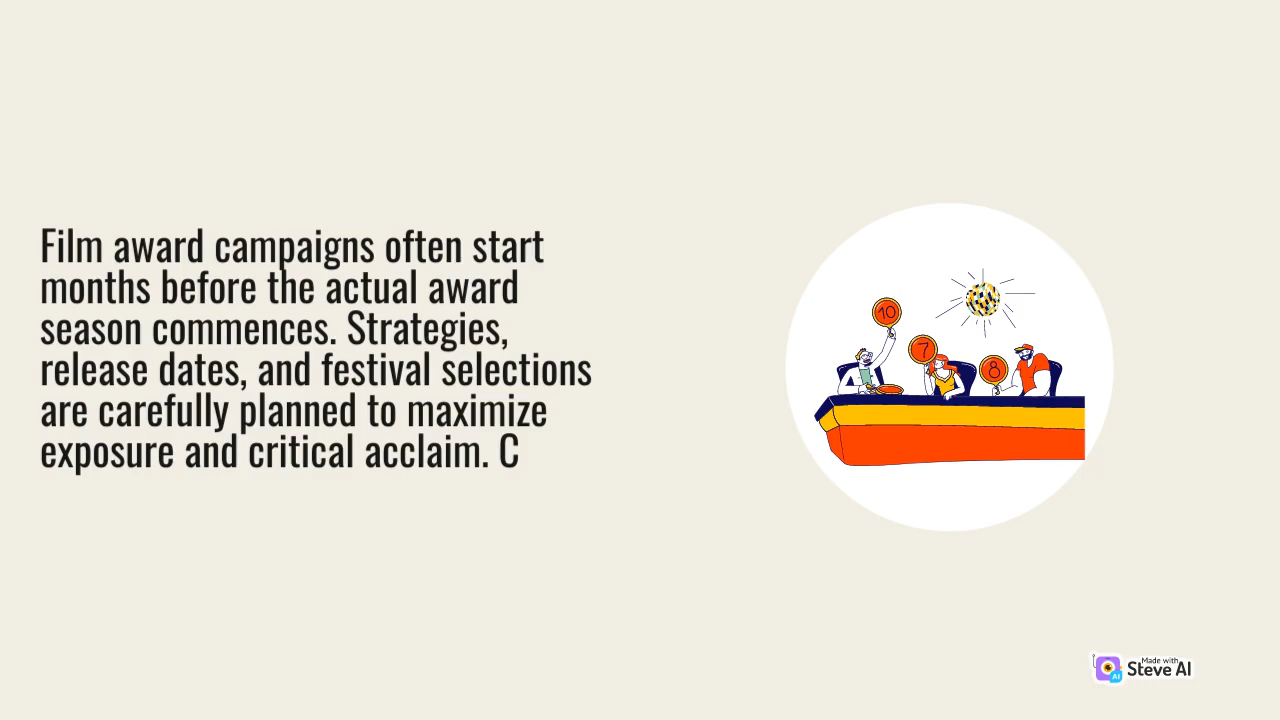 Film award campaigns often start
months before the actual award
season commences. Strategies,
release dates, and festival selections
are carefully planned to maximize
exposure and critical acclaim. C
10
7
8
Made with
Steve AI
AI